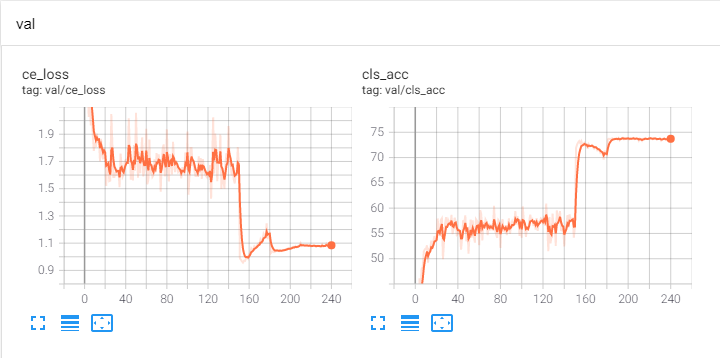 val
ce_loss
tag: val/ce_loss
1.9
1.7
1.5
1.3
1.1
0.9
0 40 80 120 160 200 240
cls_acc
tag: val/cls_acc
75
70
65
60
55
50
0 40 80 120 160 200 240